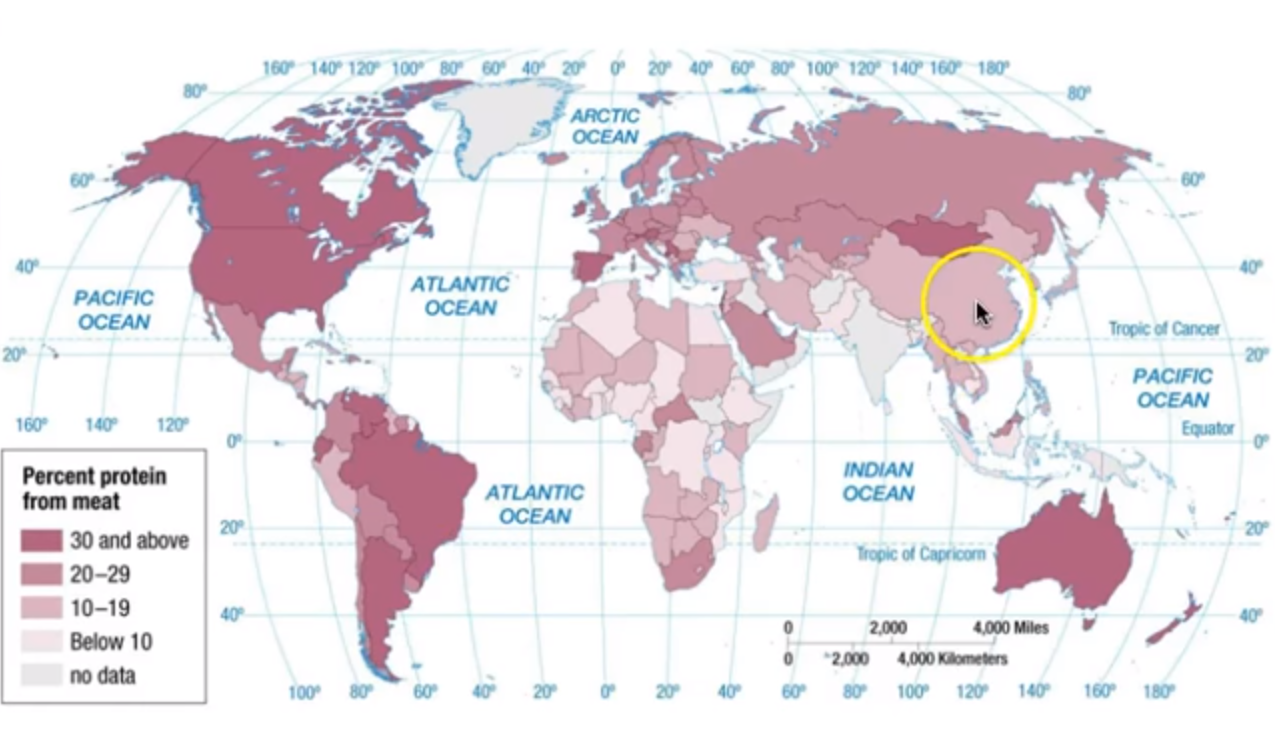 160° 140° 120° 100° 80° 60° 40° 20° 0° 20° 40° 60° 80° 100° 120° 140° 160° 180°
80° 80°
ARCTIC
OCEAN
60° 60°
40° 40°
PACIFIC
OCEAN
ATLANTIC
OCEAN
Tropic of Cancer
20° 20°
PACIFIC
OCEAN
160° 140° 120°
Equator
0° 0°
INDIAN
OCEAN
ATLANTIC
OCEAN
20° 20°
Tropic of Capricorn
40° 40°
0 2,000 4,000 Miles
0 2,000 4,000 Kilometers
100° 80° 60° 40° 20° 0° 20° 40° 60° 80° 100° 120° 140° 160° 180°
Percent protein
from meat
30 and above
20–29
10–19
Below 10
no data